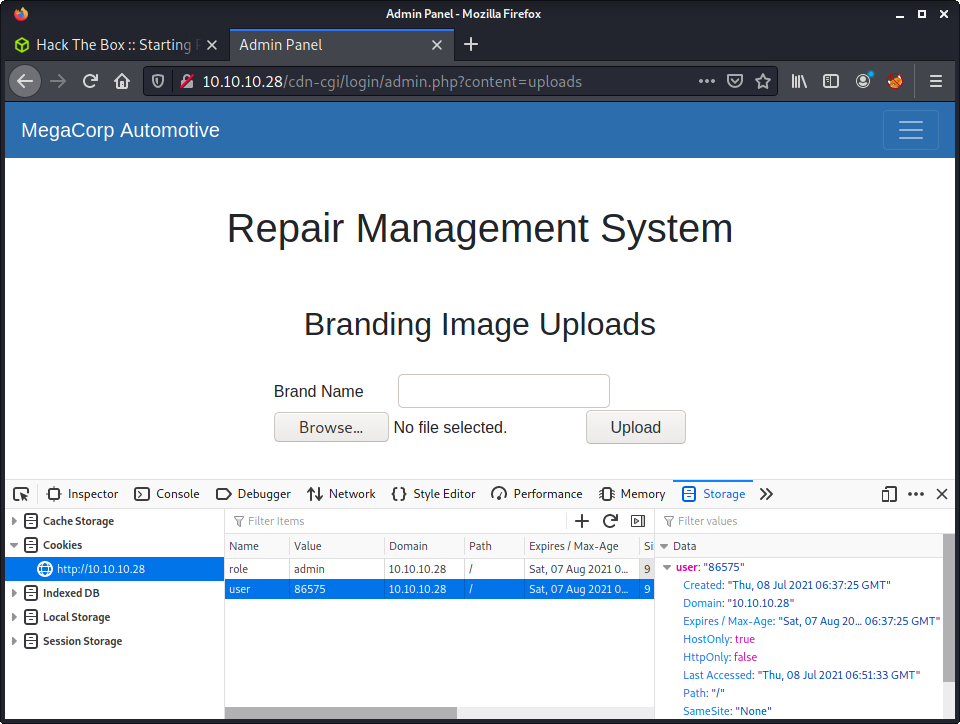 Admin Panel - Mozilla Firefox
Hack The Box :: Starting
Admin Panel
10.10.10.28/cdn-cgi/login/admin.php?content=uploads
MegaCorp Automotive
Repair Management System
Branding Image Uploads
Brand Name
Browse... No file selected. Upload
Inspector Console Debugger Network Style Editor Performance Memory Storage
Cache Storage
Cookies
http://10.10.10.28
Indexed DB
Local Storage
Session Storage
Filter Items
Name Value Domain Path Expires / Max-Age Si
role admin 10.10.10.28 / Sat, 07 Aug 2021 0... 9
user 86575 10.10.10.28 / Sat, 07 Aug 2021 0... 9
Filter values
Data
user: "86575"
Created: "Thu, 08 Jul 2021 06:37:25 GMT"
Domain: "10.10.10.28"
Expires / Max-Age: "Sat, 07 Aug 20... 06:37:25 GMT"
HostOnly: true
HttpOnly: false
Last Accessed: "Thu, 08 Jul 2021 06:51:33 GMT"
Path: "/"
SameSite: "None"